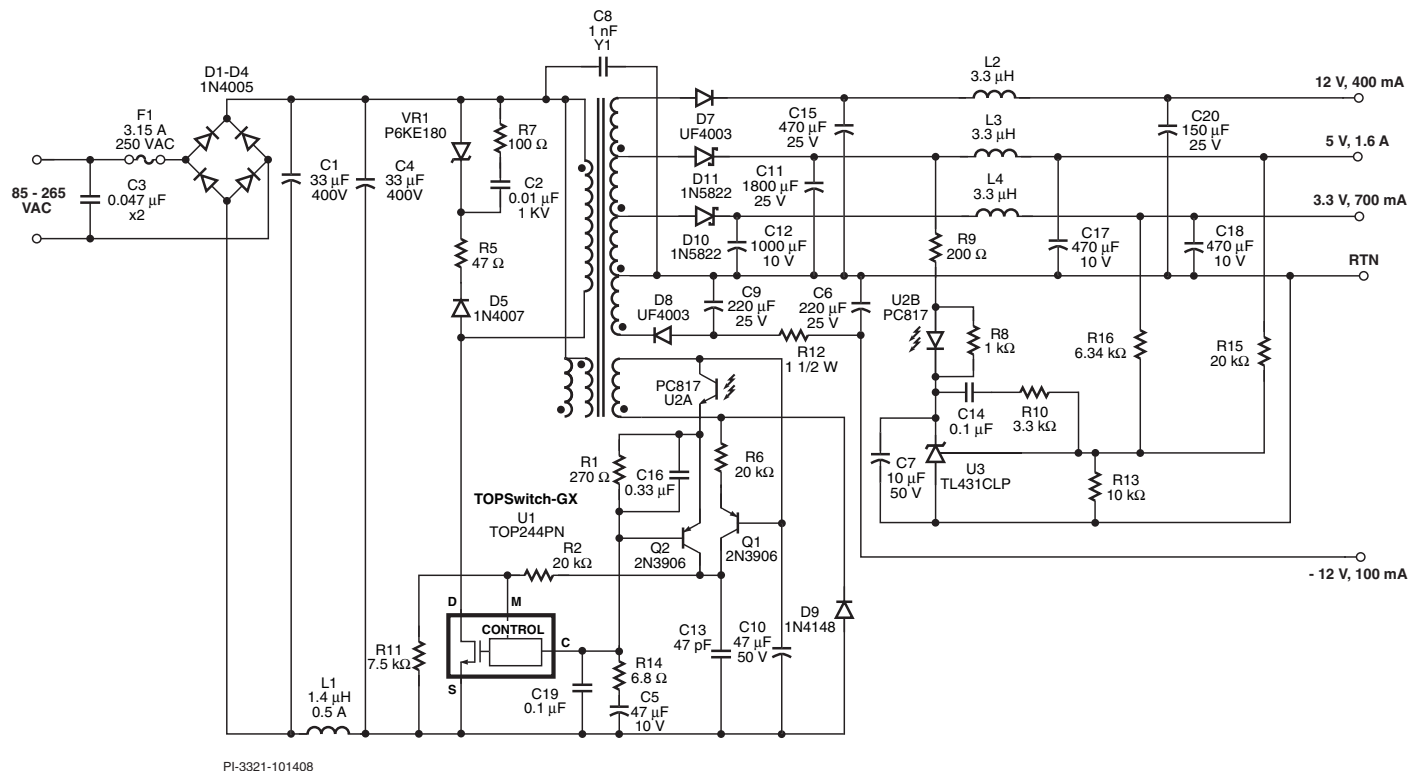 C8
1 nF
Y1
D1-D4
1N4005
F1
3.15 A
250 VAC
85 - 265
VAC
C3
0.047 µF
x2
C1
33 µF
400V
C4
33 µF
400V
VR1
P6KE180
R7
100 Ω
C2
0.01 µF
1 KV
R5
47 Ω
D5
1N4007
D7
UF4003
D11
1N5822
D10
1N5822
D8
UF4003
C15
470 µF
25 V
C11
1800 µF
25 V
C12
1000 µF
10 V
C9
220 µF
25 V
C6
220 µF
25 V
R12
1 1/2 W
L2
3.3 µH
L3
3.3 µH
L4
3.3 µH
C20
150 µF
25 V
12 V, 400 mA
5 V, 1.6 A
3.3 V, 700 mA
RTN
C17
470 µF
10 V
C18
470 µF
10 V
R9
200 Ω
U2B
PC817
R8
1 kΩ
R16
6.34 kΩ
R15
20 kΩ
C14
0.1 µF
R10
3.3 kΩ
C7
10 µF
50 V
U3
TL431CLP
R13
10 kΩ
- 12 V, 100 mA
PC817
U2A
R1
270 Ω
C16
0.33 µF
R6
20 kΩ
TOPSwitch-GX
U1
TOP244PN
R2
20 kΩ
Q2
2N3906
Q1
2N3906
D
M
CONTROL
C
S
R11
7.5 kΩ
L1
1.4 µH
0.5 A
C19
0.1 µF
R14
6.8 Ω
C5
47 µF
10 V
C13
47 pF
C10
47 µF
50 V
D9
1N4148
PI-3321-101408